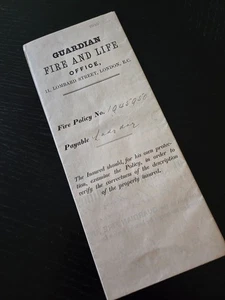 GUARDIAN
FIRE AND LIFE
OFFICE,
11, LOMBARD STREET, LONDON, E.C.
Fire Policy No.
Payable
The Insured should, for his own protec-
tion, examine the Policy, in order to
verify the correctness of the description
of the property insured.